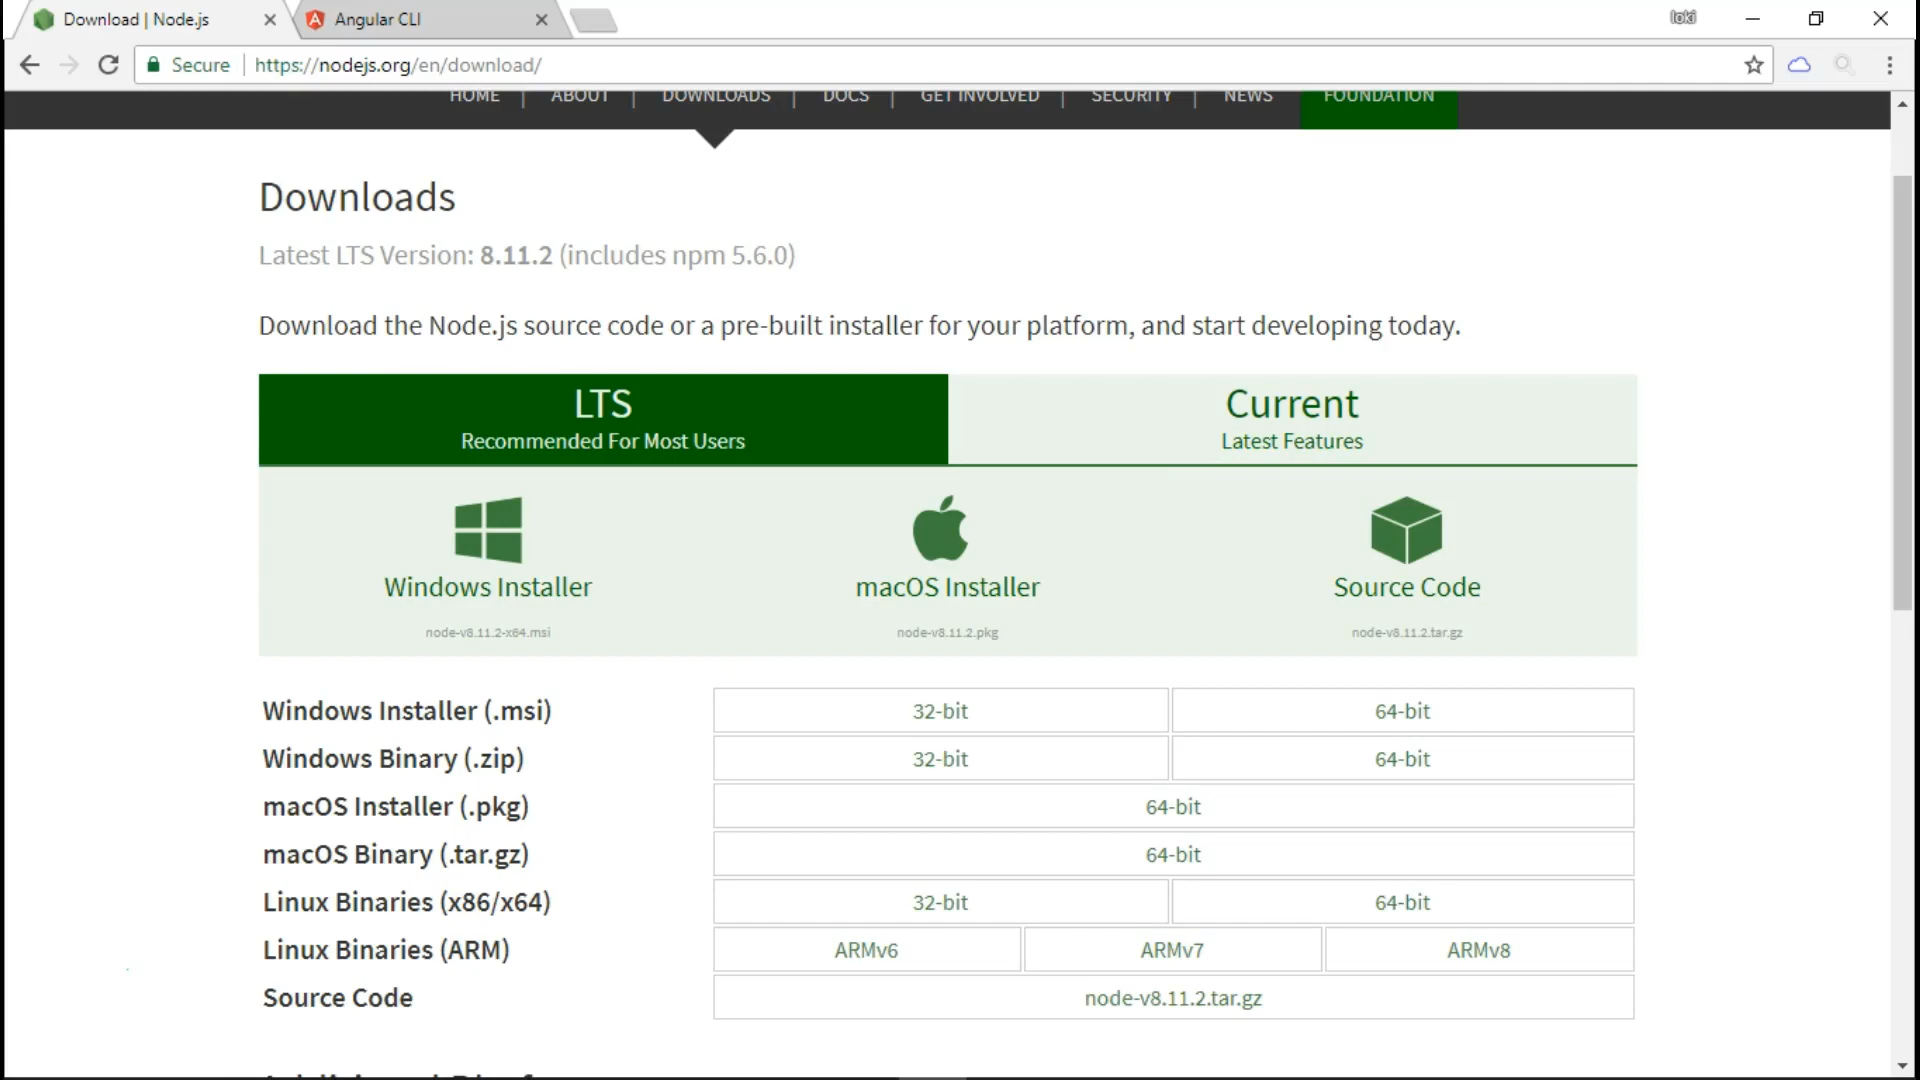 Download | Node.js
Angular CLI
loki
Secure
https://nodejs.org/en/download/
HOME | ABOUT | DOWNLOADS | DOCS | GET INVOLVED | SECURITY | NEWS FOUNDATION
Downloads
Latest LTS Version: 8.11.2 (includes npm 5.6.0)
Download the Node.js source code or a pre-built installer for your platform, and start developing today.
LTS
Recommended For Most Users
Current
Latest Features
Windows Installer
node-v8.11.2-x64.msi
macOS Installer
node-v8.11.2.pkg
Source Code
node-v8.11.2.tar.gz
Windows Installer (.msi) 32-bit 64-bit
Windows Binary (.zip) 32-bit 64-bit
macOS Installer (.pkg) 64-bit
macOS Binary (.tar.gz) 64-bit
Linux Binaries (x86/x64) 32-bit 64-bit
Linux Binaries (ARM) ARMv6 ARMv7 ARMv8
Source Code node-v8.11.2.tar.gz